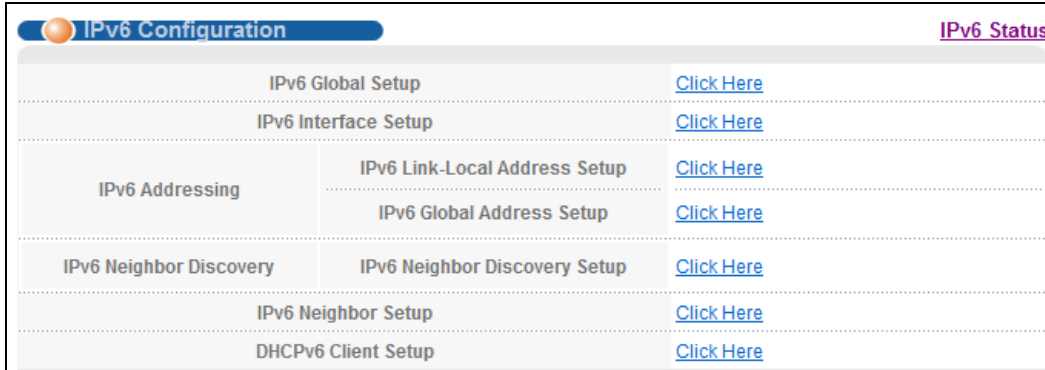 IPv6 Configuration
IPv6 Status
IPv6 Global Setup Click Here
IPv6 Interface Setup Click Here
IPv6 Addressing
IPv6 Link-Local Address Setup Click Here
IPv6 Global Address Setup Click Here
IPv6 Neighbor Discovery IPv6 Neighbor Discovery Setup Click Here
IPv6 Neighbor Setup Click Here
DHCPv6 Client Setup Click Here